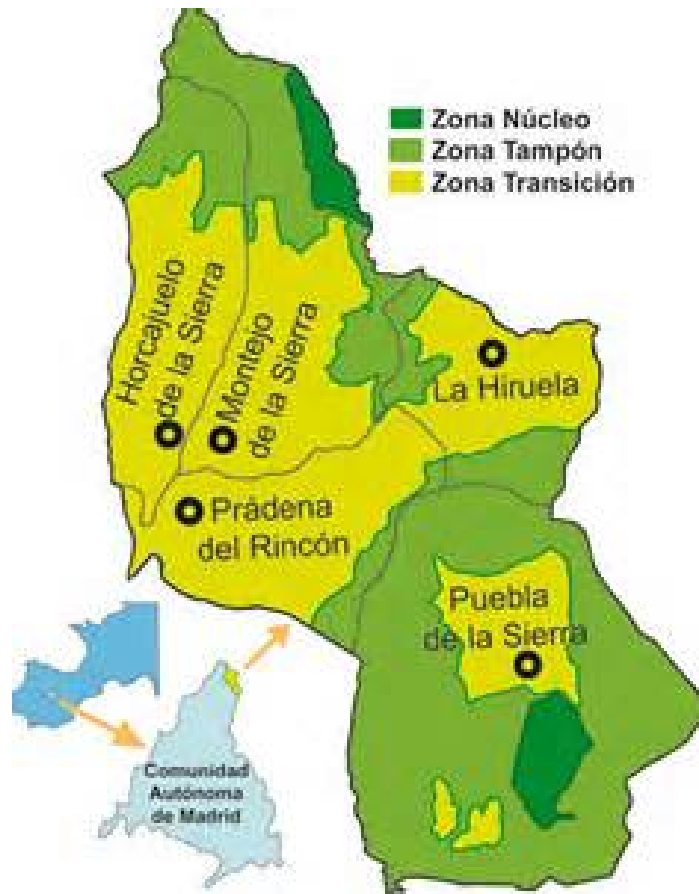 Zona Núcleo
Zona Tampón
Zona Transición
Horcajuelo
de la Sierra
Montejo
de la Sierra
La Hiruela
Prádena
del Rincón
Puebla
de la Sierra
Comunidad
Autónoma
de Madrid